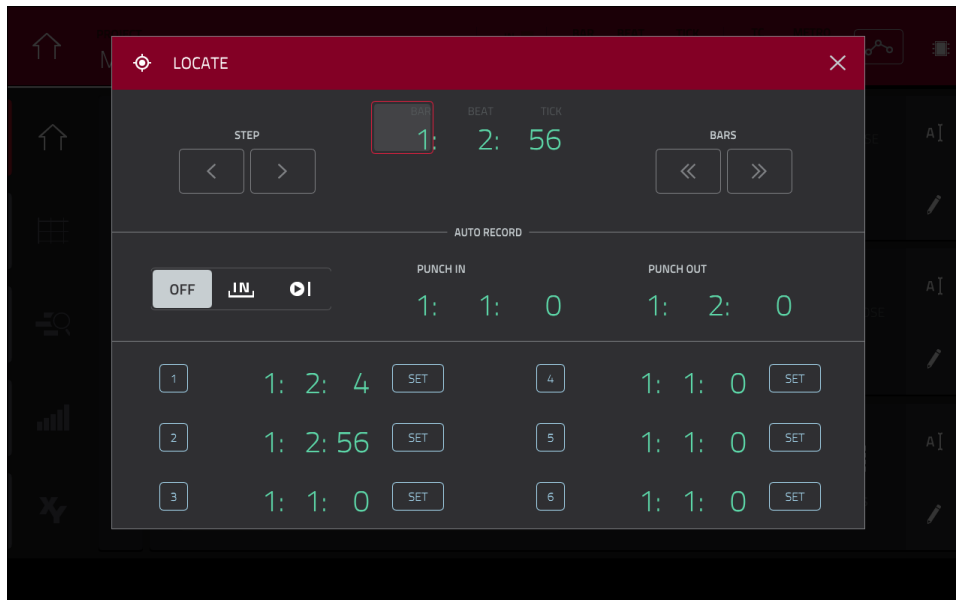 M
LOCATE
BAR BEAT TICK
STEP
1: 2: 56
BARS
AUTO RECORD
OFF IN
PUNCH IN
1: 1: 0
PUNCH OUT
1: 2: 0
1 1: 2: 4 SET
4 1: 1: 0 SET
2 1: 2: 56 SET
5 1: 1: 0 SET
3 1: 1: 0 SET
6 1: 1: 0 SET
A
A
A
XY